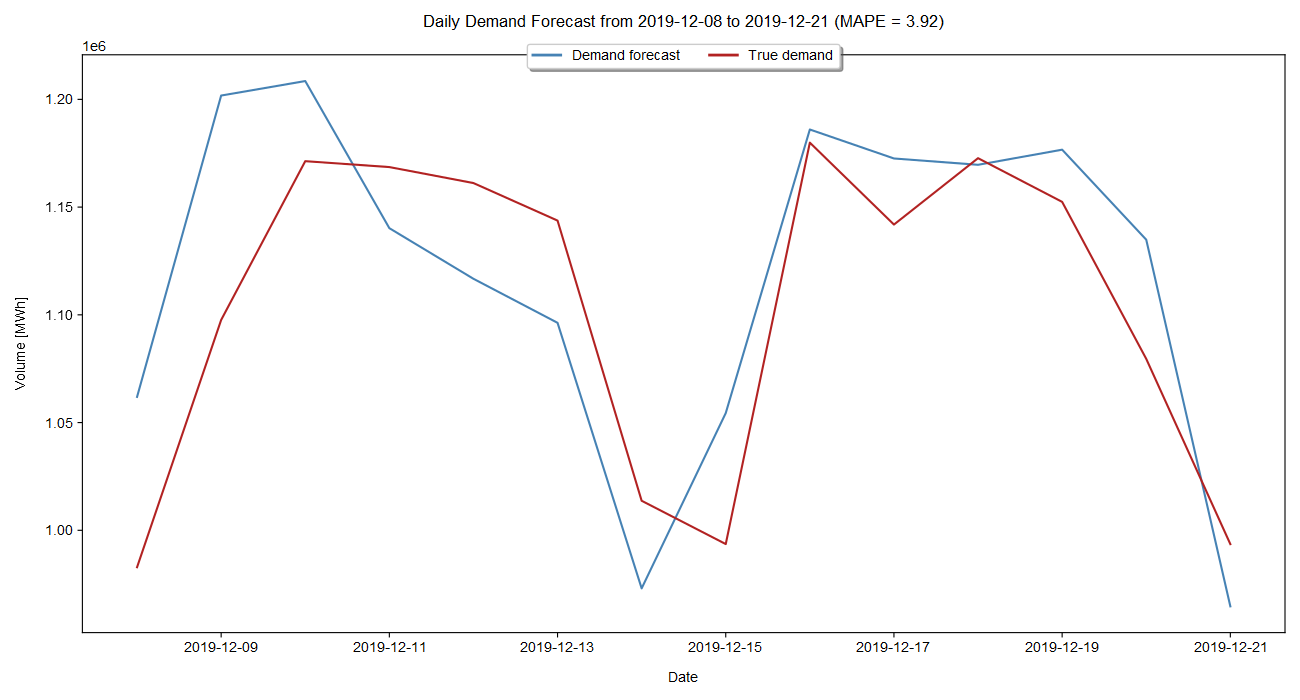 Daily Demand Forecast from 2019-12-08 to 2019-12-21 (MAPE = 3.92)
1e6
Demand forecast
True demand
1.20
1.15
1.10
1.05
1.00
Volume [MWh]
2019-12-09
2019-12-11
2019-12-13
2019-12-15
2019-12-17
2019-12-19
2019-12-21
Date